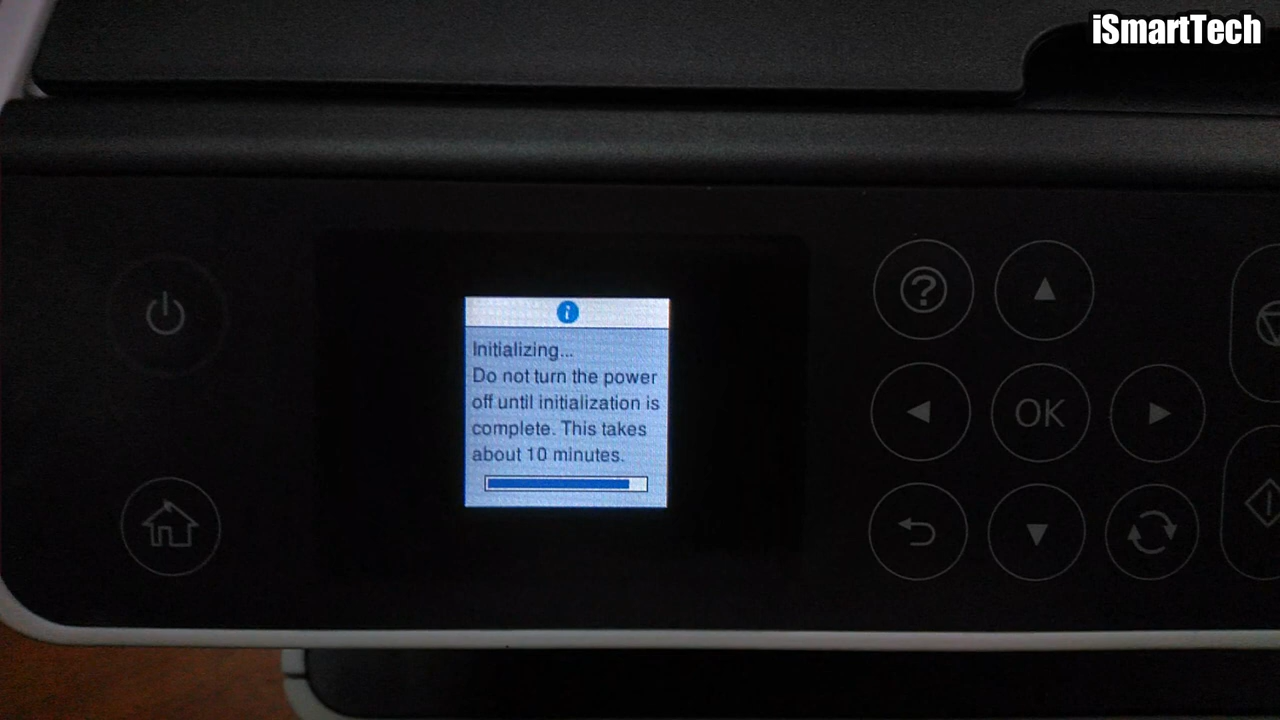 iSmartTech
Initializing...
Do not turn the power
off until initialization is
complete. This takes
about 10 minutes.
?
OK